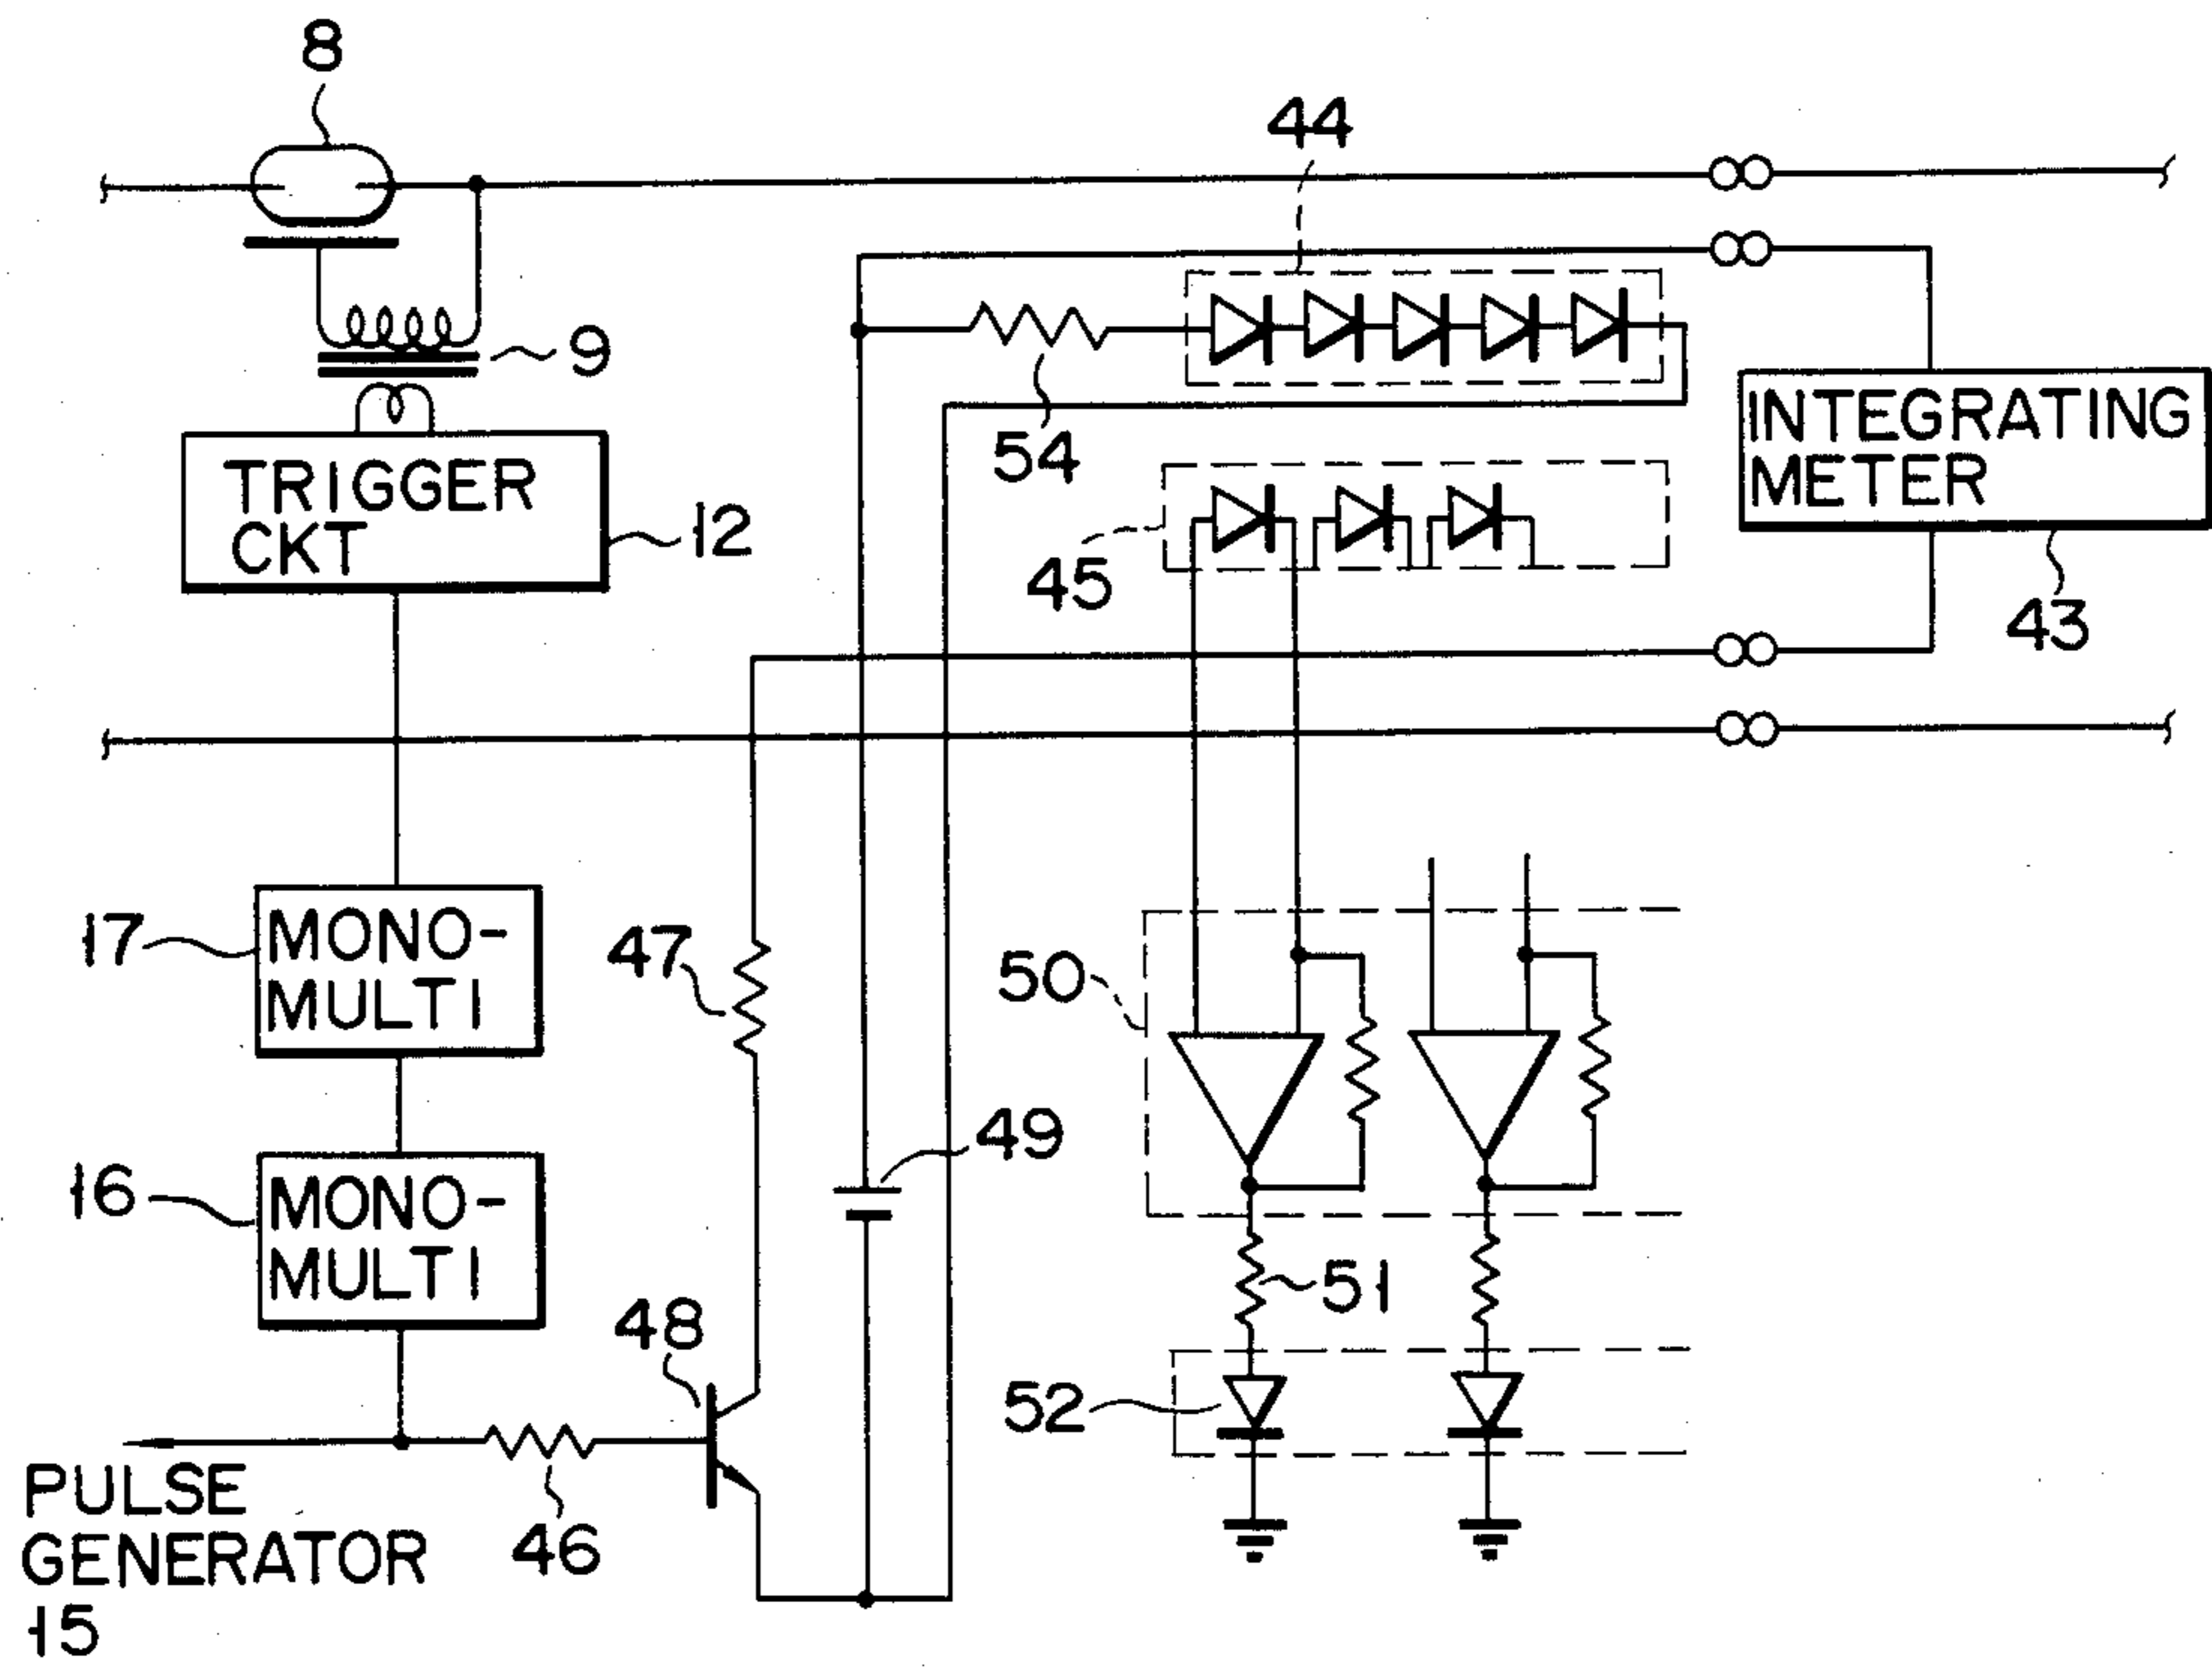 8
44
9
54
INTEGRATING
METER
TRIGGER
CKT
12
45
43
17
MONO-
MULTI
47
50
49
16
MONO-
MULTI
51
48
52
PULSE
GENERATOR
15
46